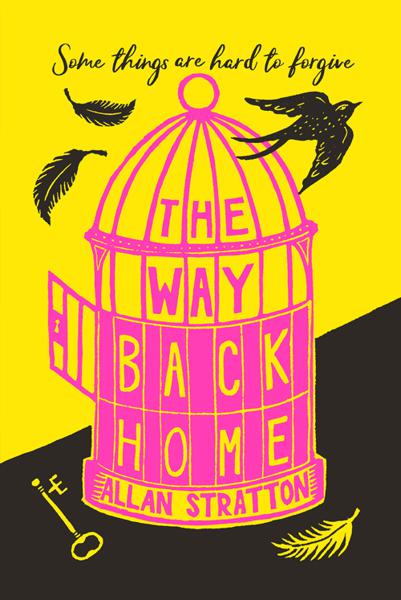 Some things are hard to forgive
THE
WAY
BACK
HOME
ALLAN STRATTON